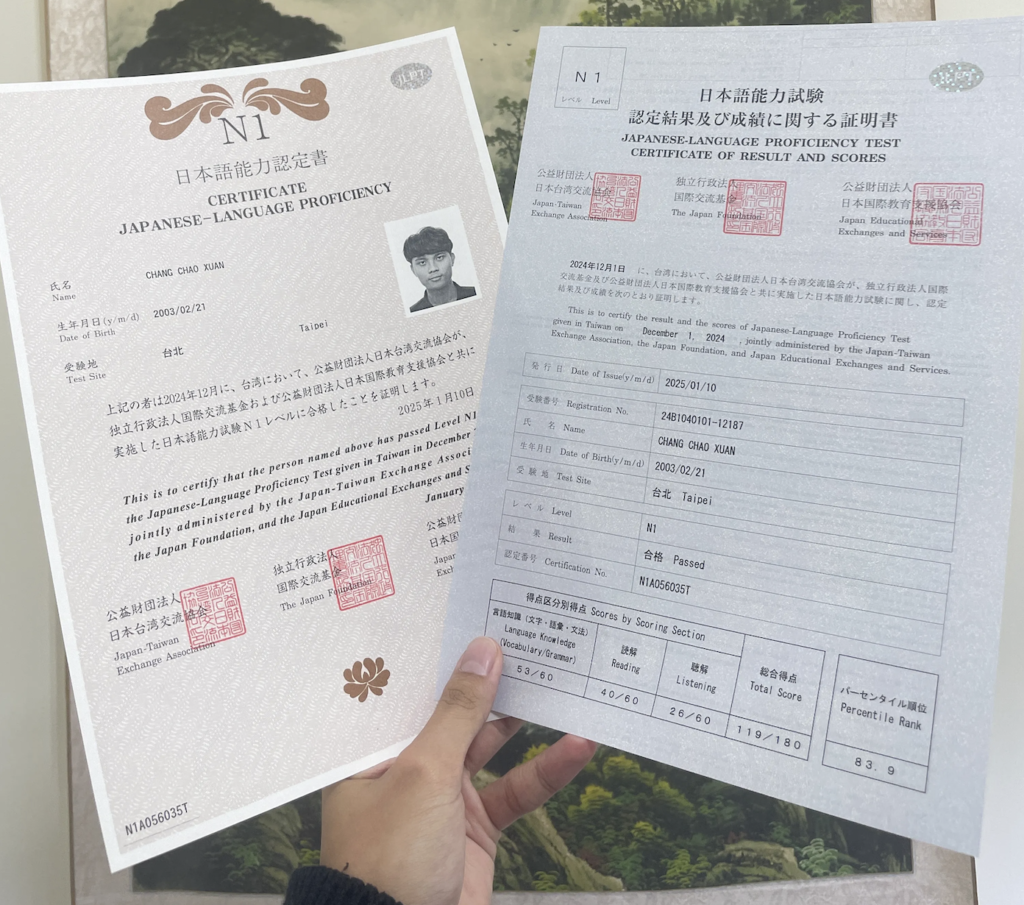 N1
日本語能力認定書
CERTIFICATE
JAPANESE-LANGUAGE PROFICIENCY
氏名
Name
CHANG CHAO XUAN
生年月日(y/m/d)
Date of Birth
2003/02/21
受験地
Test Site
台北
Taipei
上記の者は2024年12月に、台湾において、公益財団法人日本台湾交流協会が、
独立行政法人国際交流基金および公益財団法人日本国際教育支援協会と共に
実施した日本語能力試験N1レベルに合格したことを証明します。
2025年1月10日
This is to certify that the person named above has passed Level N1
the Japanese-Language Proficiency Test given in Taiwan in December
jointly administered by the Japan-Taiwan Exchange Associ
the Japan Foundation, and the Japan Educational Exchanges and S
January
公益財団法人
日本台湾交流協会
Japan-Taiwan
Exchange Association
独立行政法人
国際交流基金
The Japan Foundation
公益財
日本国
Japa
Exc
N1A056035T
JLPT
N1
レベル Level
日本語能力試験
認定結果及び成績に関する証明書
JAPANESE-LANGUAGE PROFICIENCY TEST
CERTIFICATE OF RESULT AND SCORES
公益財団法人
日本台湾交流協会
Japan-Taiwan
Exchange Association
独立行政法人
国際交流基金
The Japan Foundation
公益財団法人
日本国際教育支援協会
Japan Educational
Exchanges and Services
2024年12月1日 に、台湾において、公益財団法人日本台湾交流協会が、独立行政法人国際
交流基金及び公益財団法人日本国際教育支援協会と共に実施した日本語能力試験に関し、認定
結果及び成績を次のとおり証明します。
This is to certify the result and the scores of Japanese-Language Proficiency Test
given in Taiwan on December 1, 2024 , jointly administered by the Japan-Taiwan
Exchange Association, the Japan Foundation, and Japan Educational Exchanges and Services.
発行日 Date of Issue(y/m/d) 2025/01/10
受験番号 Registration No. 24B1040101-12187
氏 名 Name CHANG CHAO XUAN
生年月日 Date of Birth(y/m/d) 2003/02/21
受験地 Test Site 台北 Taipei
レベル Level N1
結 果 Result 合格 Passed
認定番号 Certification No. N1A056035T
得点区分別得点 Scores by Scoring Section
言語知識（文字・語彙・文法）
Language Knowledge
(Vocabulary/Grammar)
53/60
読解
Reading
40/60
聴解
Listening
26/60
総合得点
Total Score
119/180
パーセンタイル順位
Percentile Rank
83.9